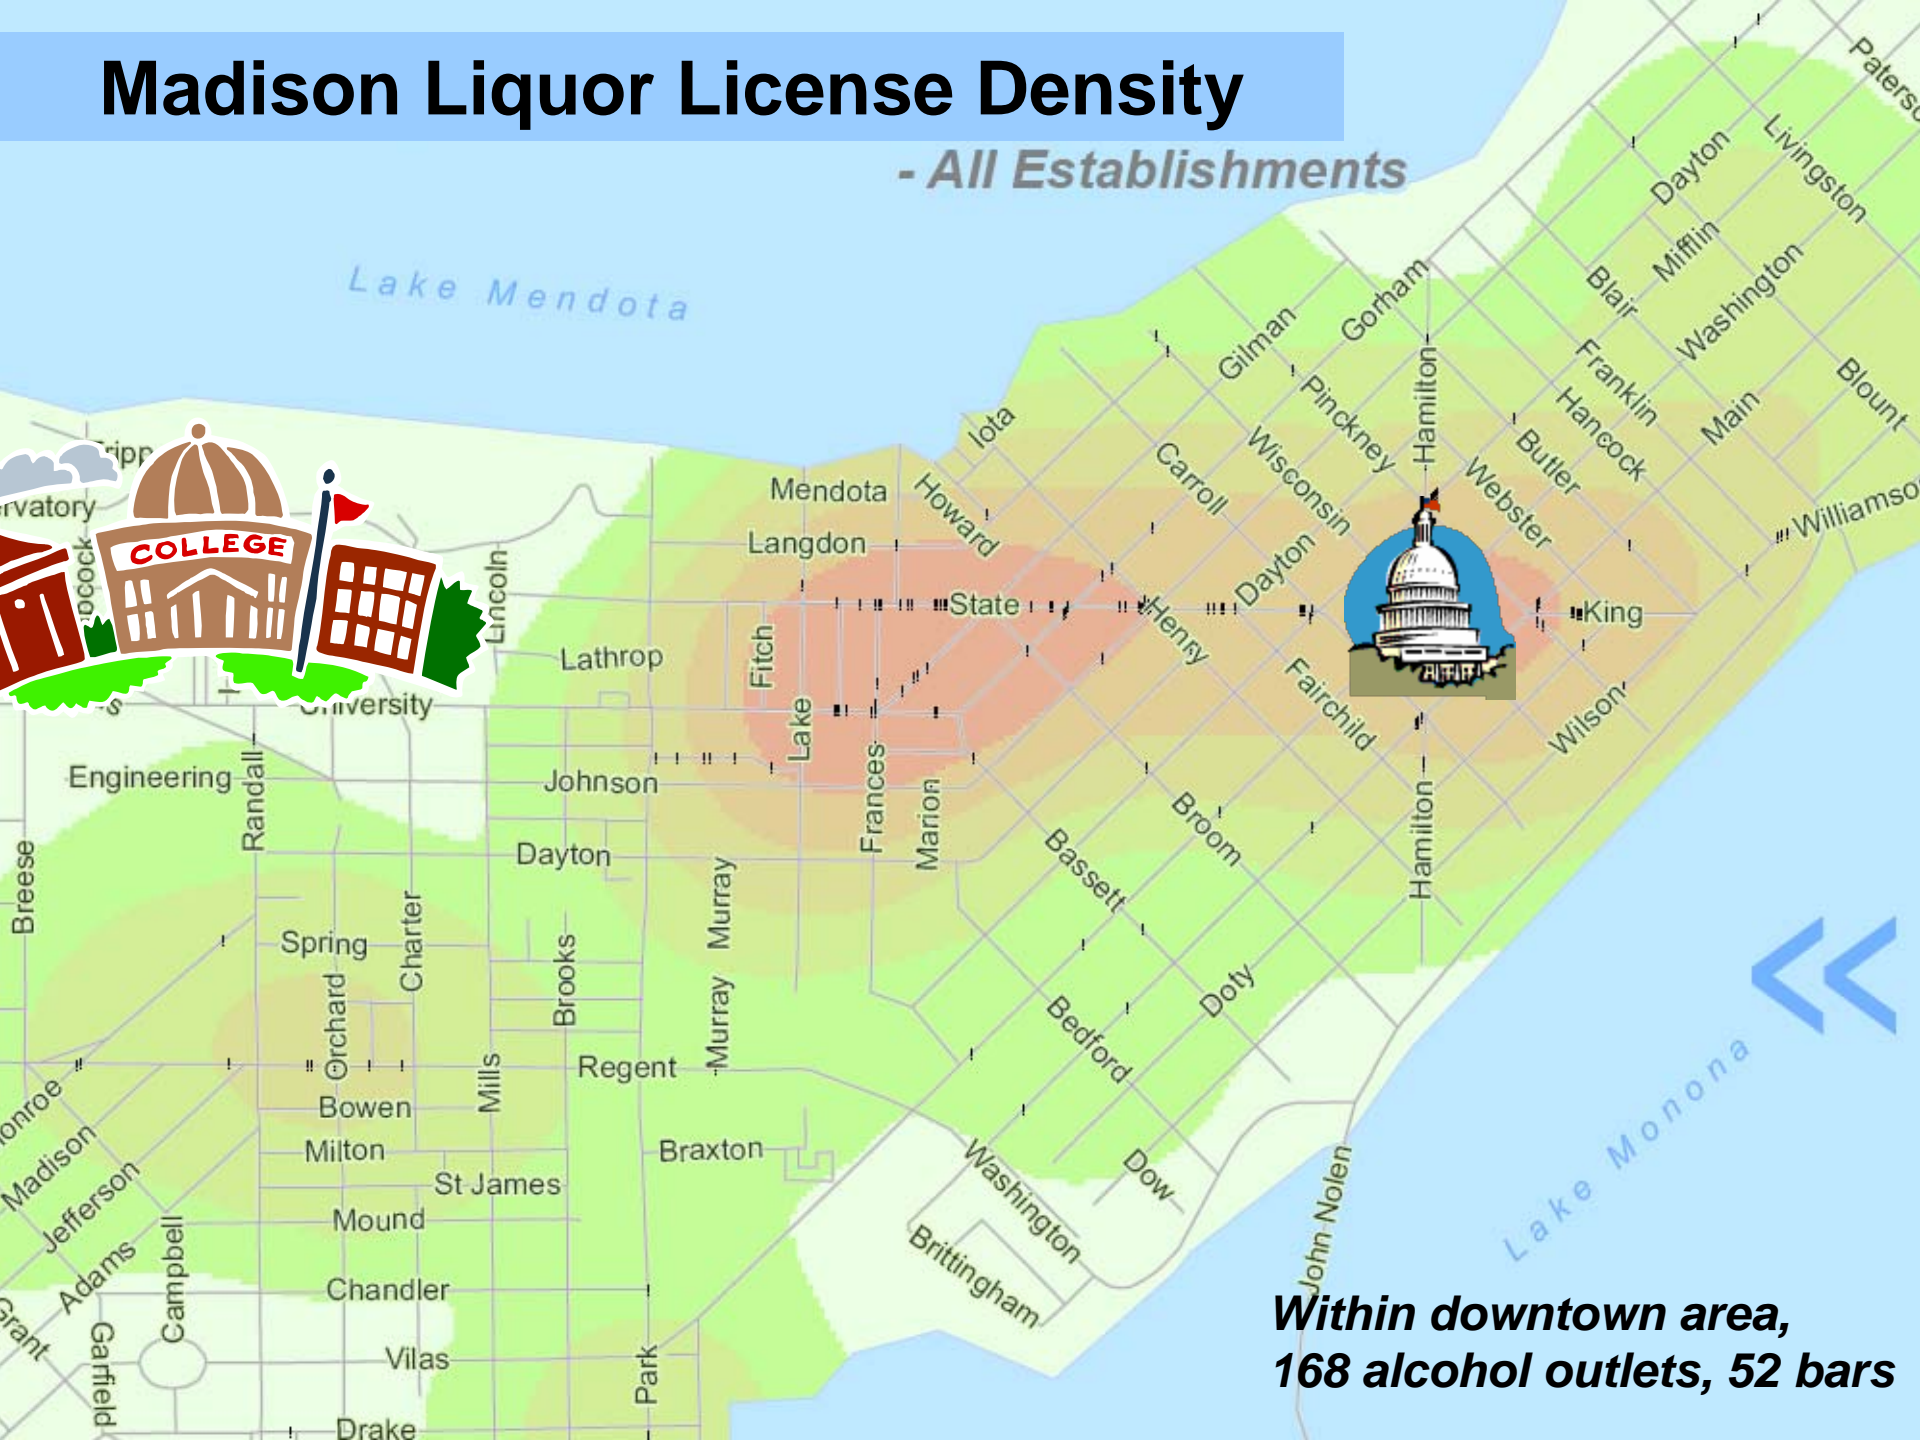 Madison Liquor License Density
- All Establishments
Lake Mendota
Livingston
Dayton
Mifflin
Washington
Blair
Gorham
Gilman
Hamilton
Pinckney
Franklin
Hancock
Main
Blount
Iota
Carroll
Wisconsin
Butler
Webster
Mendota
Howard
Langdon
COLLEGE
Lincoln
State
Dayton
Henry
King
Lathrop
Fitch
Fairchild
Wilson
Lake
Engineering
Randall
Johnson
Frances
Marion
Broom
Hamilton
Breese
Dayton
Bassett
Murray
Spring
Charter
Orchard
Brooks
Murray
Doty
Bedford
Mills
Regent
Bowen
Madison
Milton
Braxton
Jefferson
St James
Washington
Dow
Lake Monona
Mound
Adams
Campbell
Chandler
Brittingham
John Nolen
Grant
Garfield
Vilas
Park
Drake
Within downtown area,
168 alcohol outlets, 52 bars